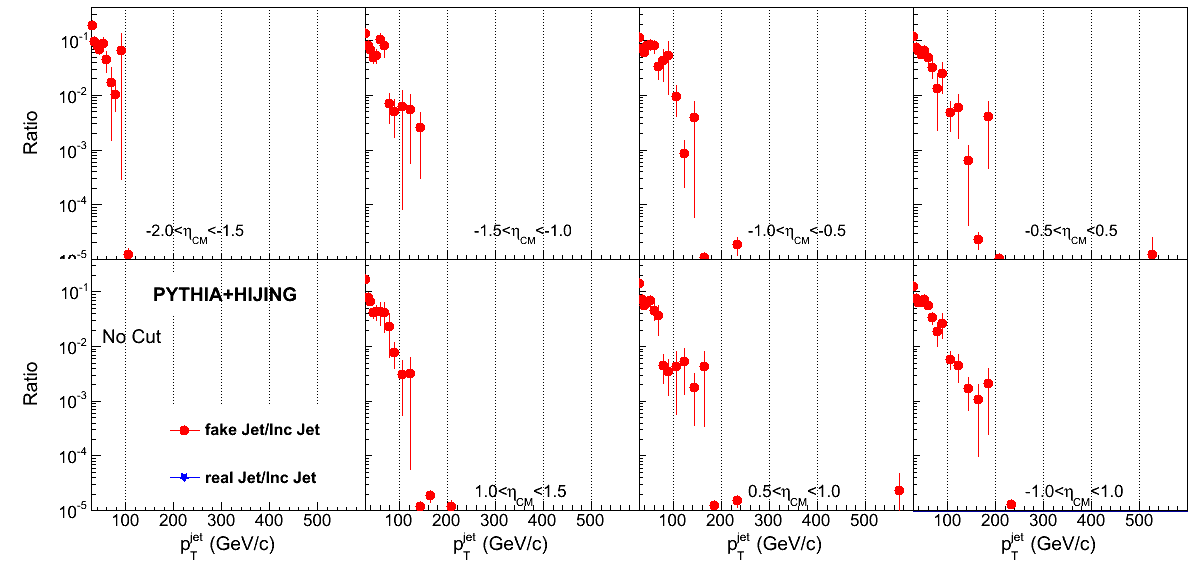 Ratio
10^-1
10^-2
10^-3
10^-4
10^-5
-2.0<η_CM<-1.5
-1.5<η_CM<-1.0
-1.0<η_CM<-0.5
-0.5<η_CM<0.5
Ratio
10^-1
10^-2
10^-3
10^-4
10^-5
PYTHIA+HIJING
No Cut
fake Jet/Inc Jet
real Jet/Inc Jet
1.0<η_CM<1.5
0.5<η_CM<1.0
-1.0<η_CM<1.0
100 200 300 400 500
100 200 300 400 500
100 200 300 400 500
100 200 300 400 500
p_T^jet (GeV/c)
p_T^jet (GeV/c)
p_T^jet (GeV/c)
p_T^jet (GeV/c)